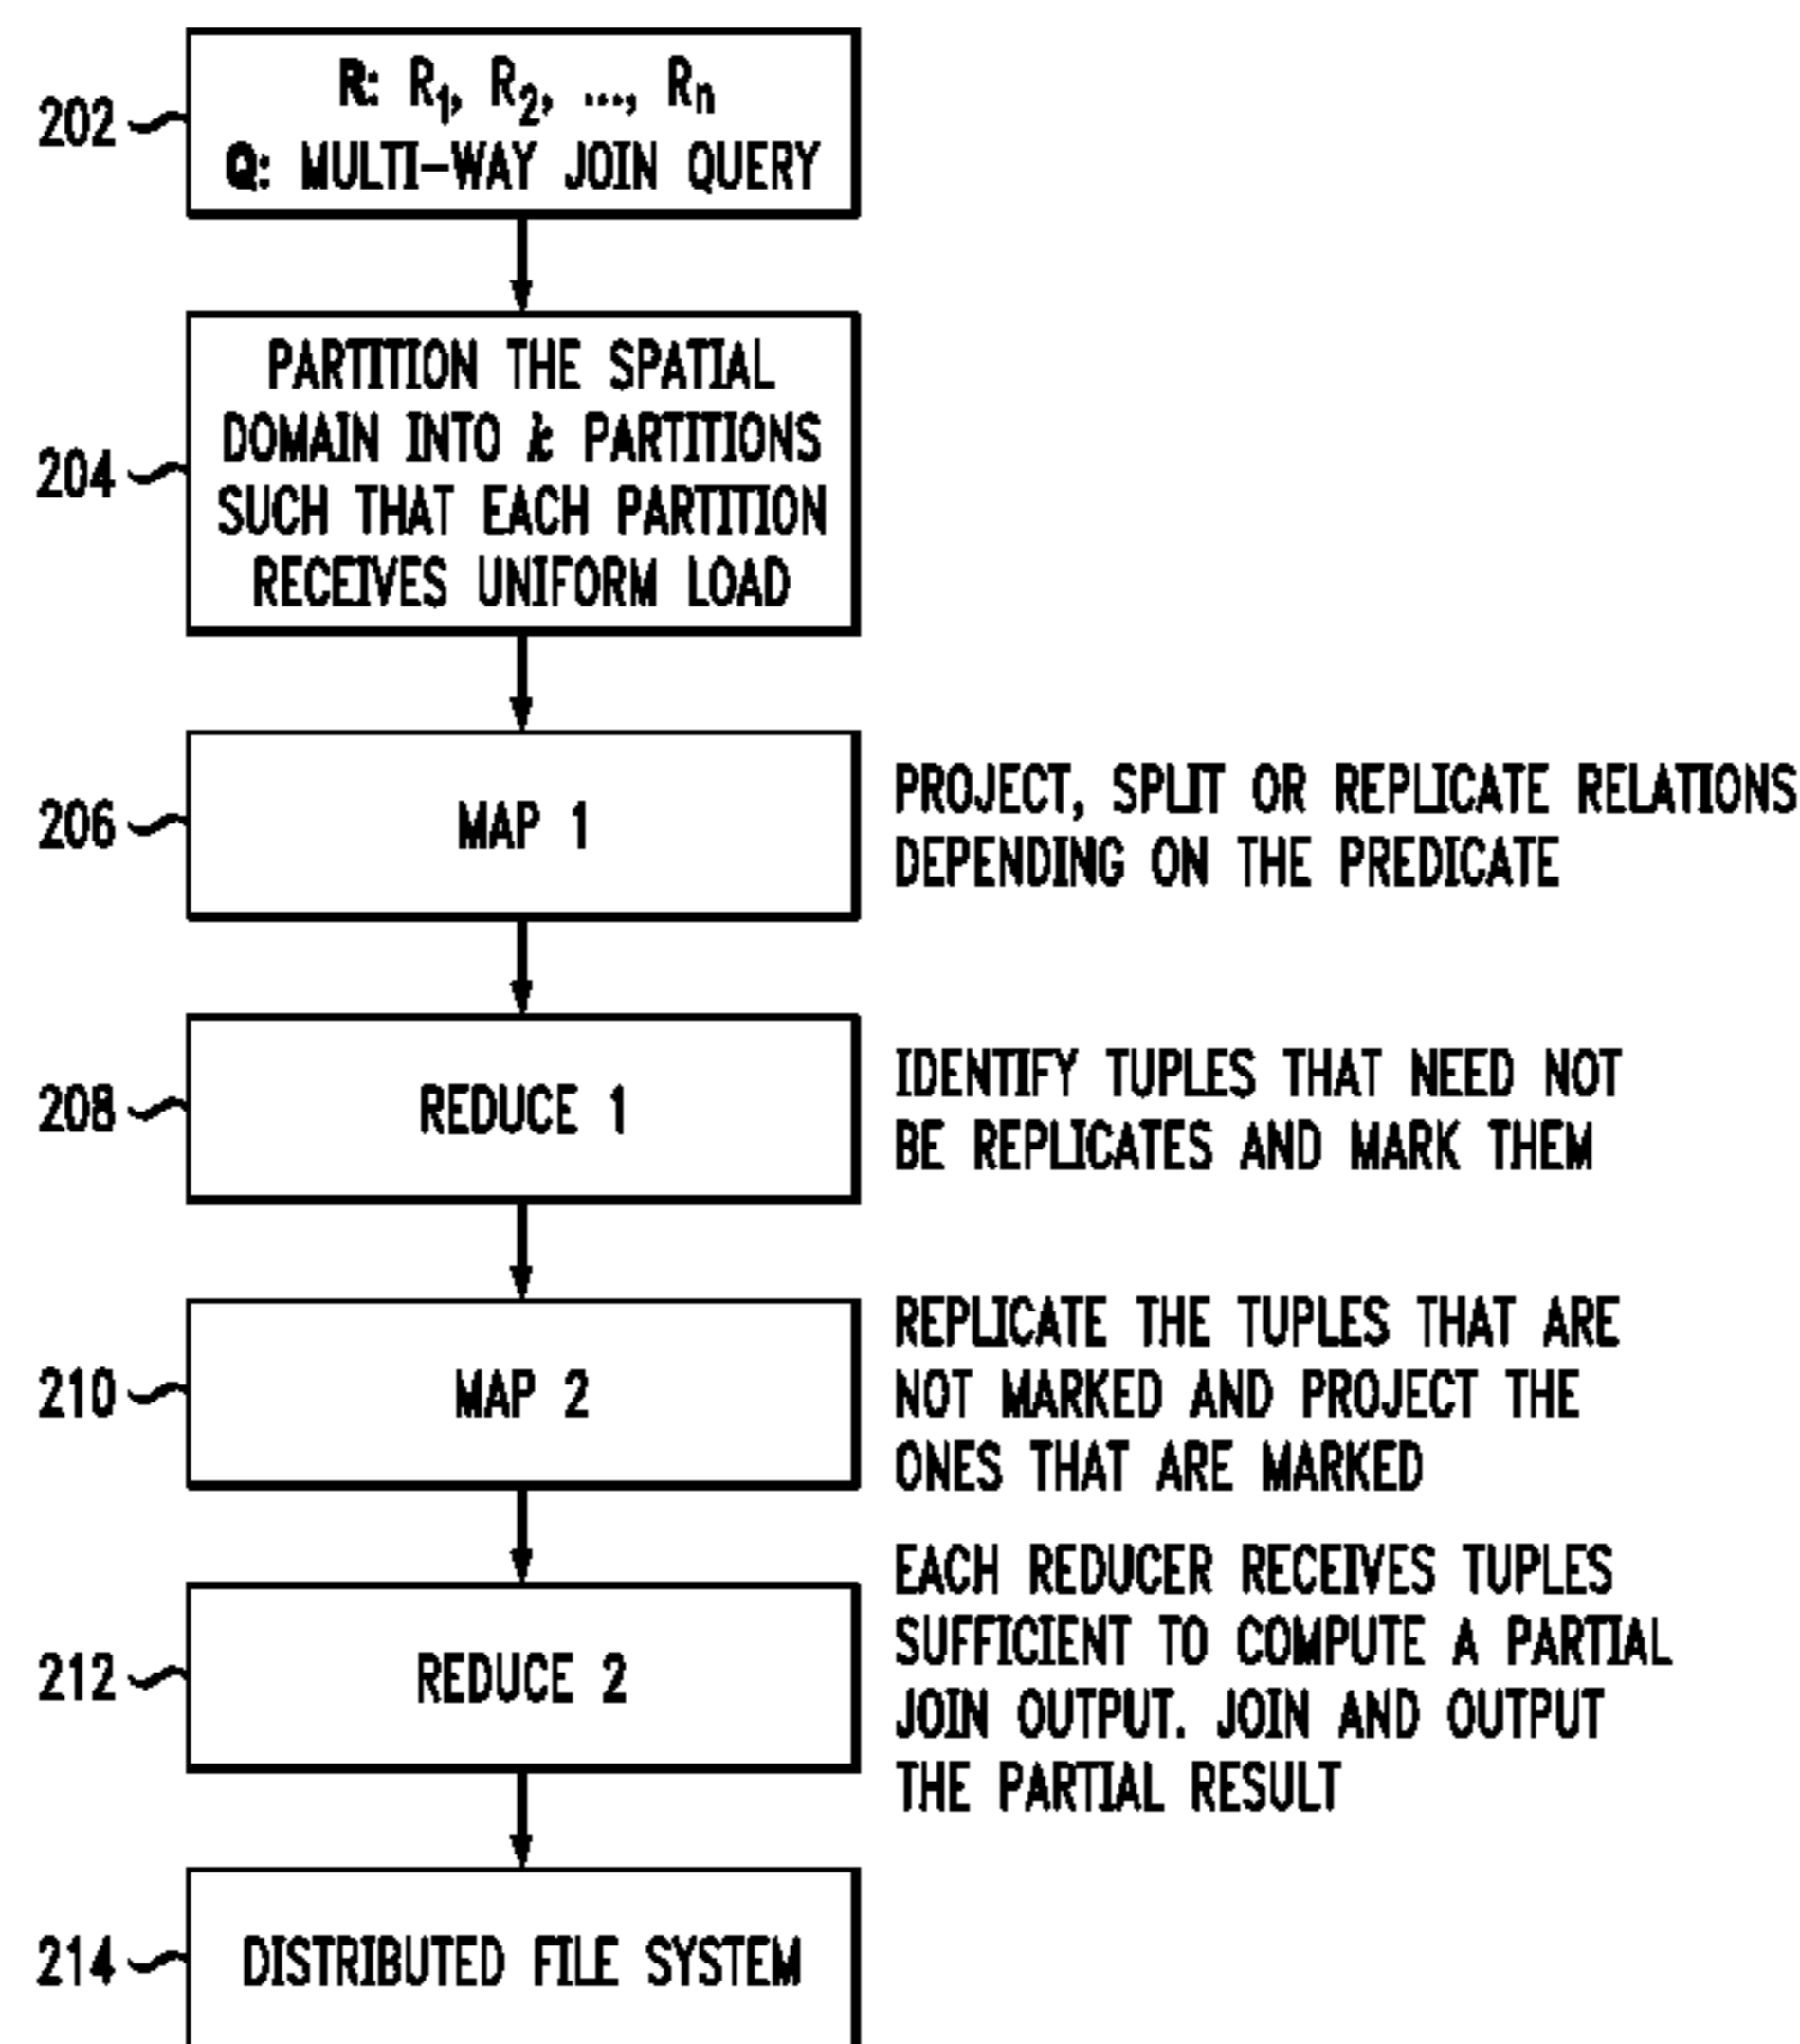 202
R: R1, R2, ..., Rn
Q: MULTI-WAY JOIN QUERY
204
PARTITION THE SPATIAL
DOMAIN INTO k PARTITIONS
SUCH THAT EACH PARTITION
RECEIVES UNIFORM LOAD
206
MAP 1
PROJECT, SPLIT OR REPLICATE RELATIONS
DEPENDING ON THE PREDICATE
208
REDUCE 1
IDENTIFY TUPLES THAT NEED NOT
BE REPLICATES AND MARK THEM
210
MAP 2
REPLICATE THE TUPLES THAT ARE
NOT MARKED AND PROJECT THE
ONES THAT ARE MARKED
212
REDUCE 2
EACH REDUCER RECEIVES TUPLES
SUFFICIENT TO COMPUTE A PARTIAL
JOIN OUTPUT. JOIN AND OUTPUT
THE PARTIAL RESULT
214
DISTRIBUTED FILE SYSTEM